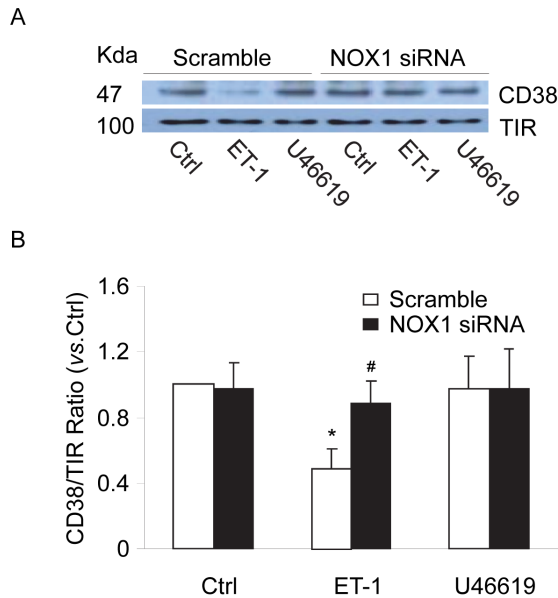 A
Kda
Scramble NOX1 siRNA
47 CD38
100 TIR
Ctrl ET-1 U46619 Ctrl ET-1 U46619
B
CD38/TIR Ratio (vs.Ctrl)
1.6
1.2
0.8
0.4
0
Scramble
NOX1 siRNA
*
#
Ctrl ET-1 U46619